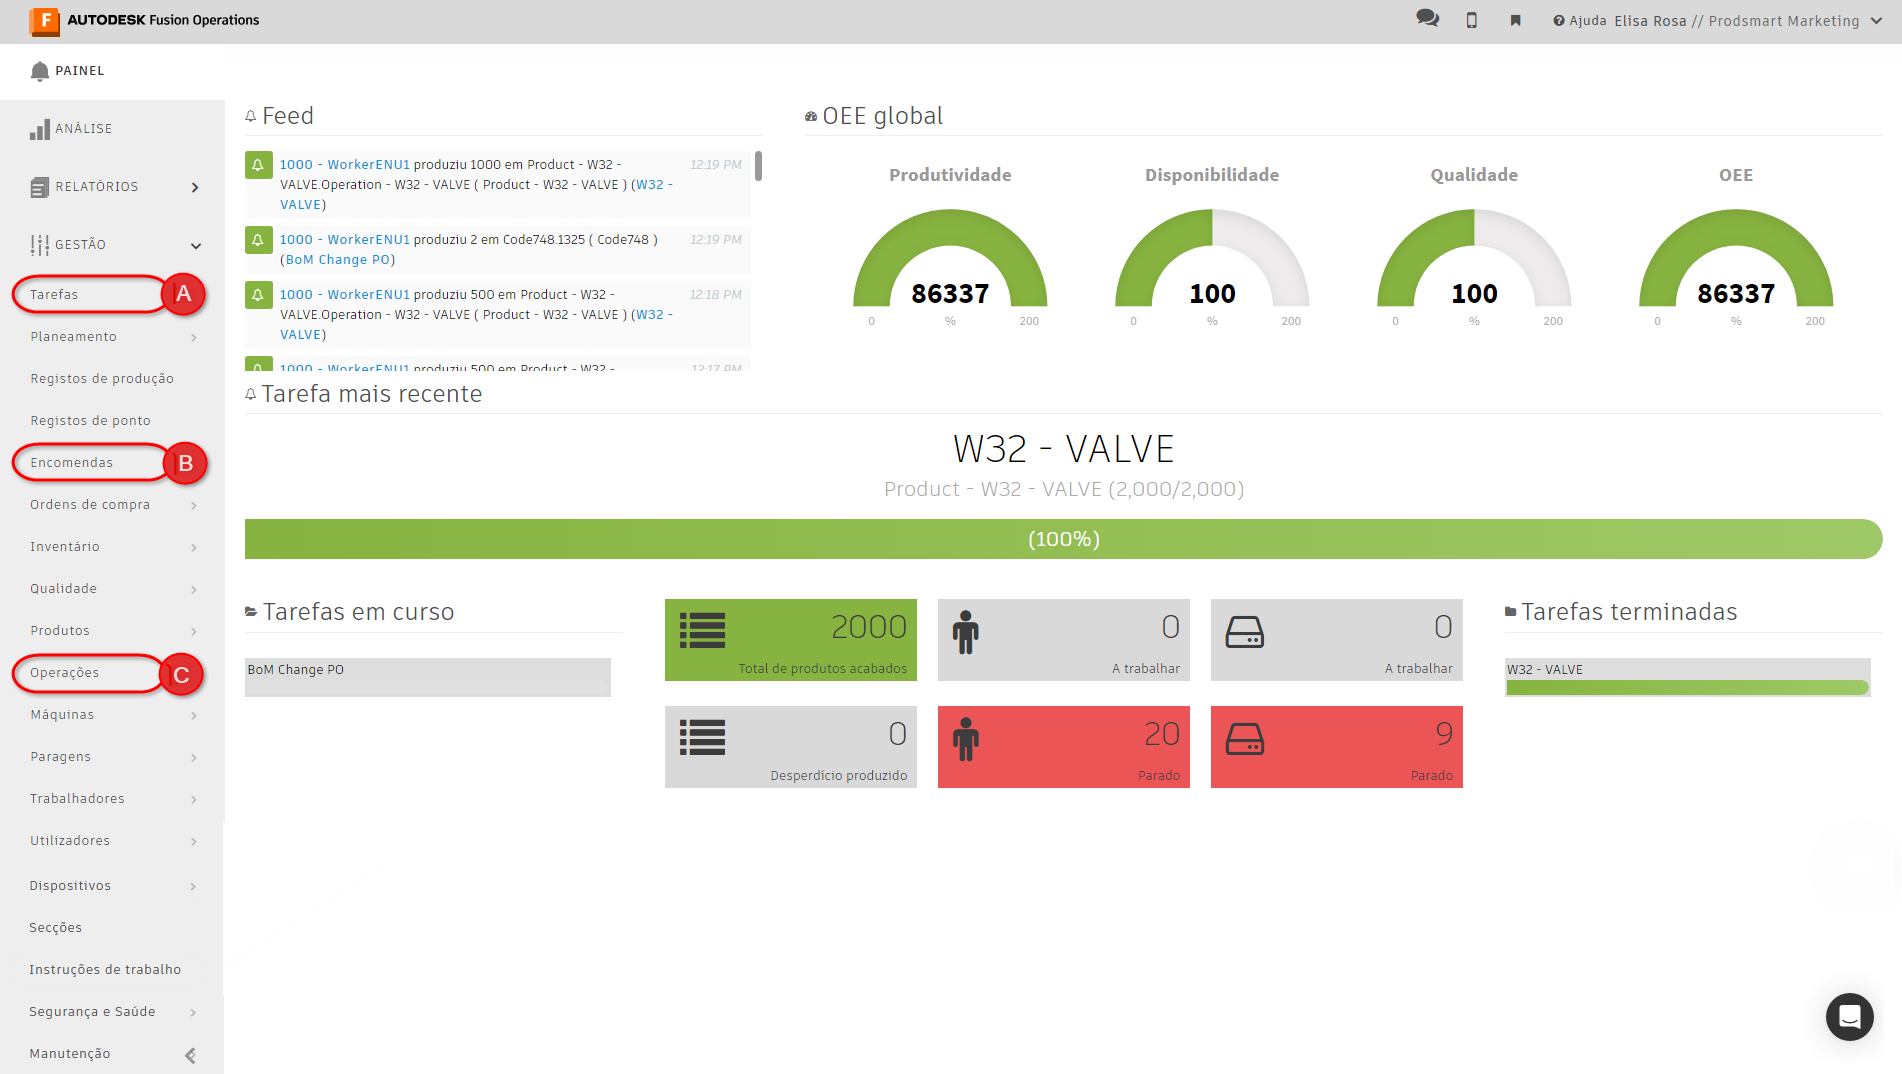 F AUTODESK Fusion Operations
Ajuda Elisa Rosa // Prodsmart Marketing
PAINEL
ANÁLISE
RELATÓRIOS
GESTÃO
Tarefas A
Planeamento
Registos de produção
Registos de ponto
Encomendas B
Ordens de compra
Inventário
Qualidade
Produtos
Operações C
Máquinas
Paragens
Trabalhadores
Utilizadores
Dispositivos
Secções
Instruções de trabalho
Segurança e Saúde
Manutenção
Feed
1000 - WorkerENU1 produziu 1000 em Product - W32 - 12:19 PM
VALVE.Operation - W32 - VALVE ( Product - W32 - VALVE ) (W32 -
VALVE)
1000 - WorkerENU1 produziu 2 em Code748.1325 ( Code748 ) 12:19 PM
(BoM Change PO)
1000 - WorkerENU1 produziu 500 em Product - W32 - 12:18 PM
VALVE.Operation - W32 - VALVE ( Product - W32 - VALVE ) (W32 -
VALVE)
1000 - WorkerENU1 produziu 500 em Product - W32 - 12:17 PM
OEE global
Produtividade
86337
0 % 200
Disponibilidade
100
0 % 200
Qualidade
100
0 % 200
OEE
86337
0 % 200
Tarefa mais recente
W32 - VALVE
Product - W32 - VALVE (2,000/2,000)
(100%)
Tarefas em curso
BoM Change PO
2000
Total de produtos acabados
0
A trabalhar
0
A trabalhar
0
Desperdício produzido
20
Parado
9
Parado
Tarefas terminadas
W32 - VALVE